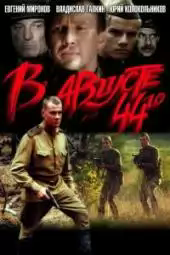 ЕВГЕНИЙ МИРОНОВ ВЛАДИСЛАВ ГАЛКИН ЮРИЙ КОЛОКОЛЬНИКОВ
В АВГУСТЕ
44го